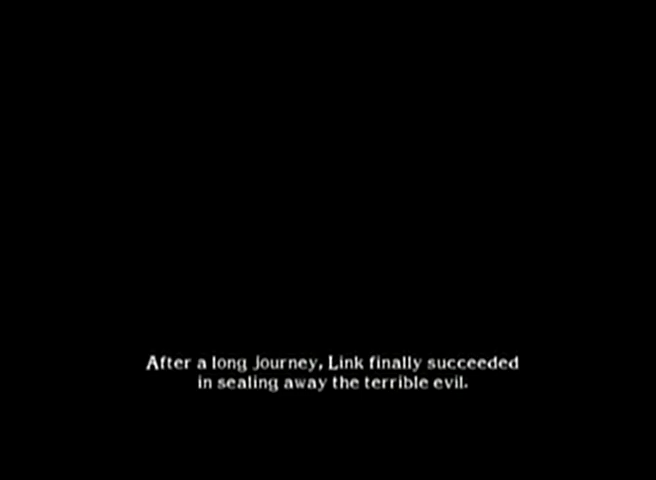 After a long journey, Link finally succeeded
in sealing away the terrible evil.